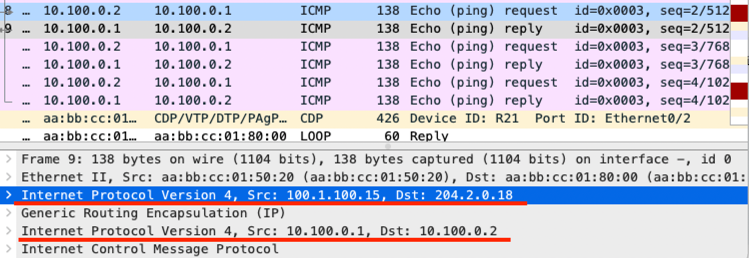 8 … 10.100.0.2 10.100.0.1 ICMP 138 Echo (ping) request id=0x0003, seq=2/512
9 … 10.100.0.1 10.100.0.2 ICMP 138 Echo (ping) reply id=0x0003, seq=2/512
… 10.100.0.2 10.100.0.1 ICMP 138 Echo (ping) request id=0x0003, seq=3/768
… 10.100.0.1 10.100.0.2 ICMP 138 Echo (ping) reply id=0x0003, seq=3/768
… 10.100.0.2 10.100.0.1 ICMP 138 Echo (ping) request id=0x0003, seq=4/102
… 10.100.0.1 10.100.0.2 ICMP 138 Echo (ping) reply id=0x0003, seq=4/102
… aa:bb:cc:01… CDP/VTP/DTP/PAgP… CDP 426 Device ID: R21 Port ID: Ethernet0/2
… aa:bb:cc:01… aa:bb:cc:01:80:00 LOOP 60 Reply
Frame 9: 138 bytes on wire (1104 bits), 138 bytes captured (1104 bits) on interface -, id 0
Ethernet II, Src: aa:bb:cc:01:50:20 (aa:bb:cc:01:50:20), Dst: aa:bb:cc:01:80:00 (aa:bb:cc:01:
Internet Protocol Version 4, Src: 100.1.100.15, Dst: 204.2.0.18
Generic Routing Encapsulation (IP)
Internet Protocol Version 4, Src: 10.100.0.1, Dst: 10.100.0.2
Internet Control Message Protocol